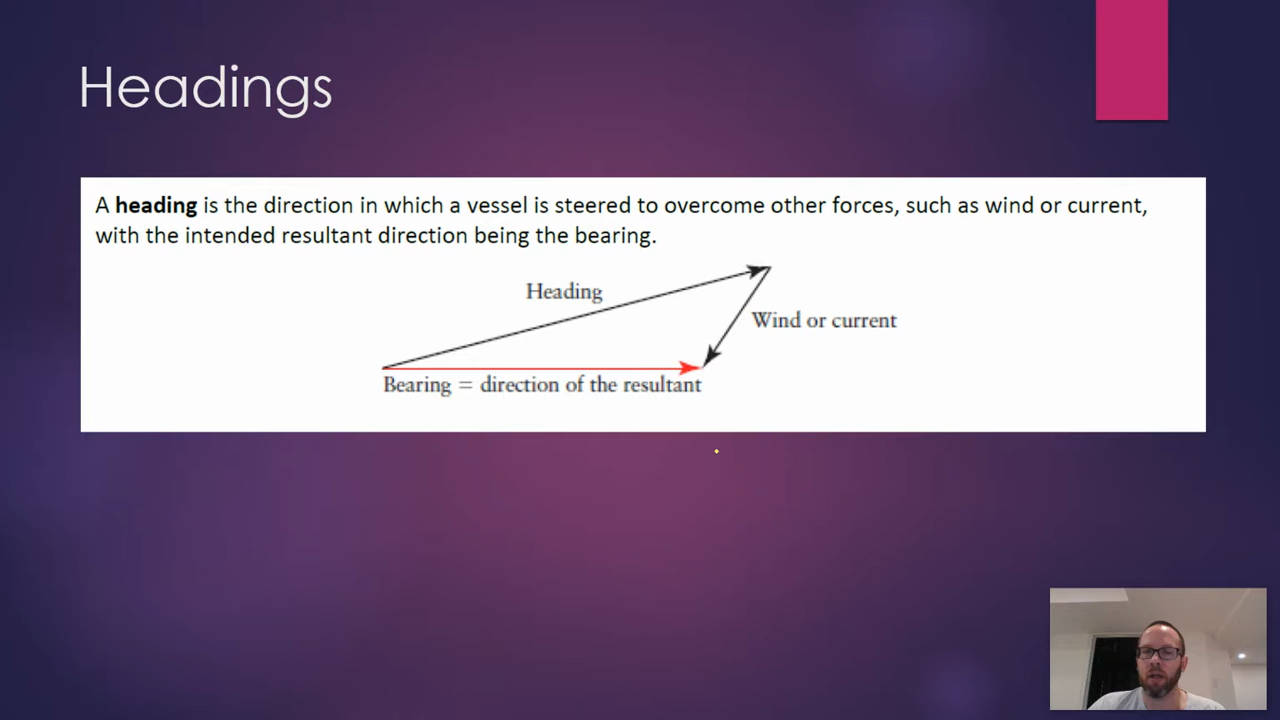 Headings
A heading is the direction in which a vessel is steered to overcome other forces, such as wind or current,
with the intended resultant direction being the bearing.
Heading
Wind or current
Bearing = direction of the resultant